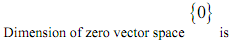 Dimension of zero vector space {0} is